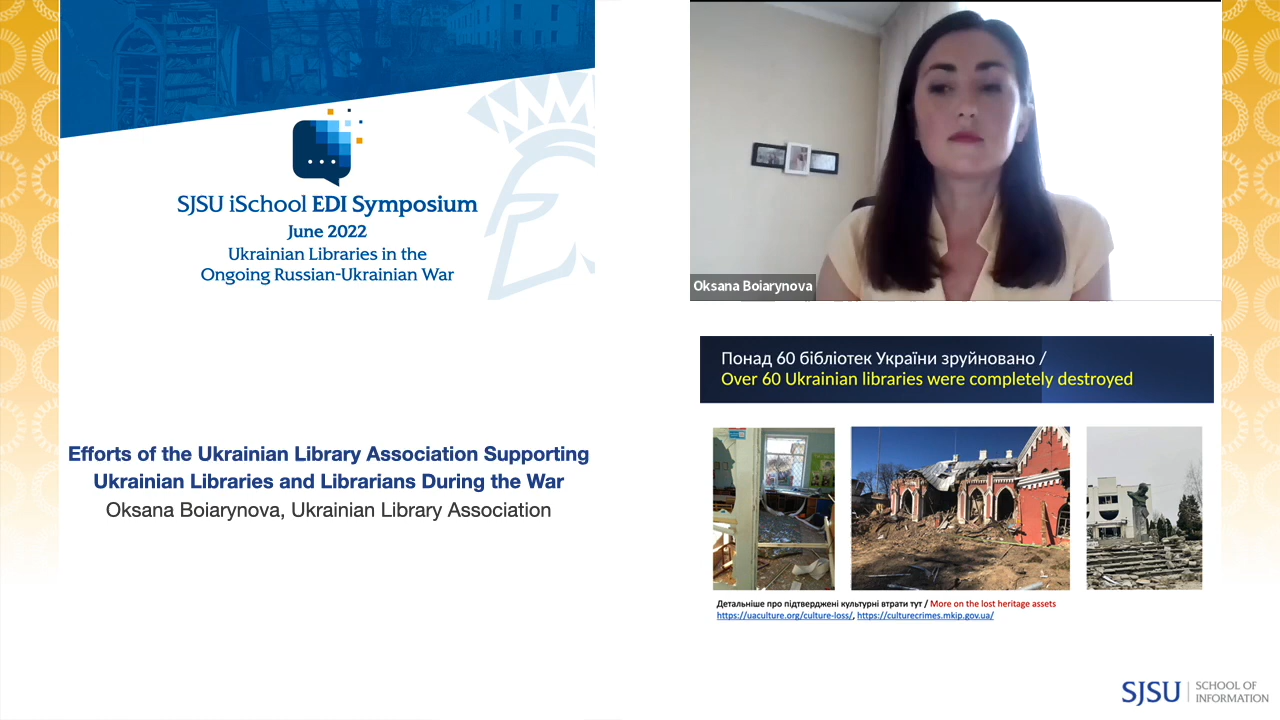 SJSU iSchool EDI Symposium
June 2022
Ukrainian Libraries in the
Ongoing Russian-Ukrainian War
Efforts of the Ukrainian Library Association Supporting
Ukrainian Libraries and Librarians During the War
Oksana Boiarynova, Ukrainian Library Association
Oksana Boiarynova
Понад 60 бібліотек України зруйновано /
Over 60 Ukrainian libraries were completely destroyed
Детальніше про підтверджені культурні втрати тут / More on the lost heritage assets
https://uaculture.org/culture-loss/, https://culturecrimes.mkip.gov.ua/
SJSU | SCHOOL OF
INFORMATION